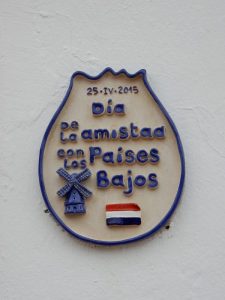 25·IV·2015
Día
DE LA amistad
con los Países
Bajos